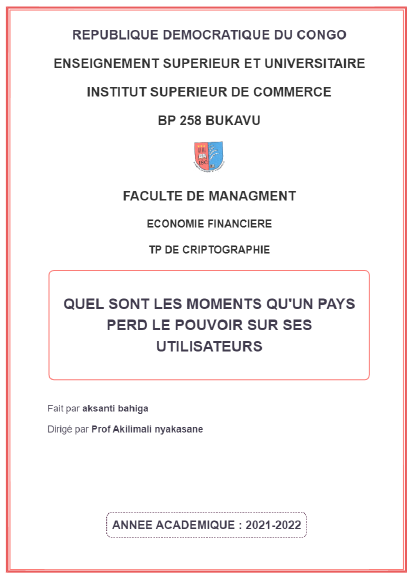 REPUBLIQUE DEMOCRATIQUE DU CONGO
ENSEIGNEMENT SUPERIEUR ET UNIVERSITAIRE
INSTITUT SUPERIEUR DE COMMERCE
BP 258 BUKAVU
FACULTE DE MANAGMENT
ECONOMIE FINANCIERE
TP DE CRIPTOGRAPHIE
QUEL SONT LES MOMENTS QU'UN PAYS
PERD LE POUVOIR SUR SES
UTILISATEURS
Fait par aksanti bahiga
Dirigé par Prof Akilimali nyakasane
ANNEE ACADEMIQUE : 2021-2022